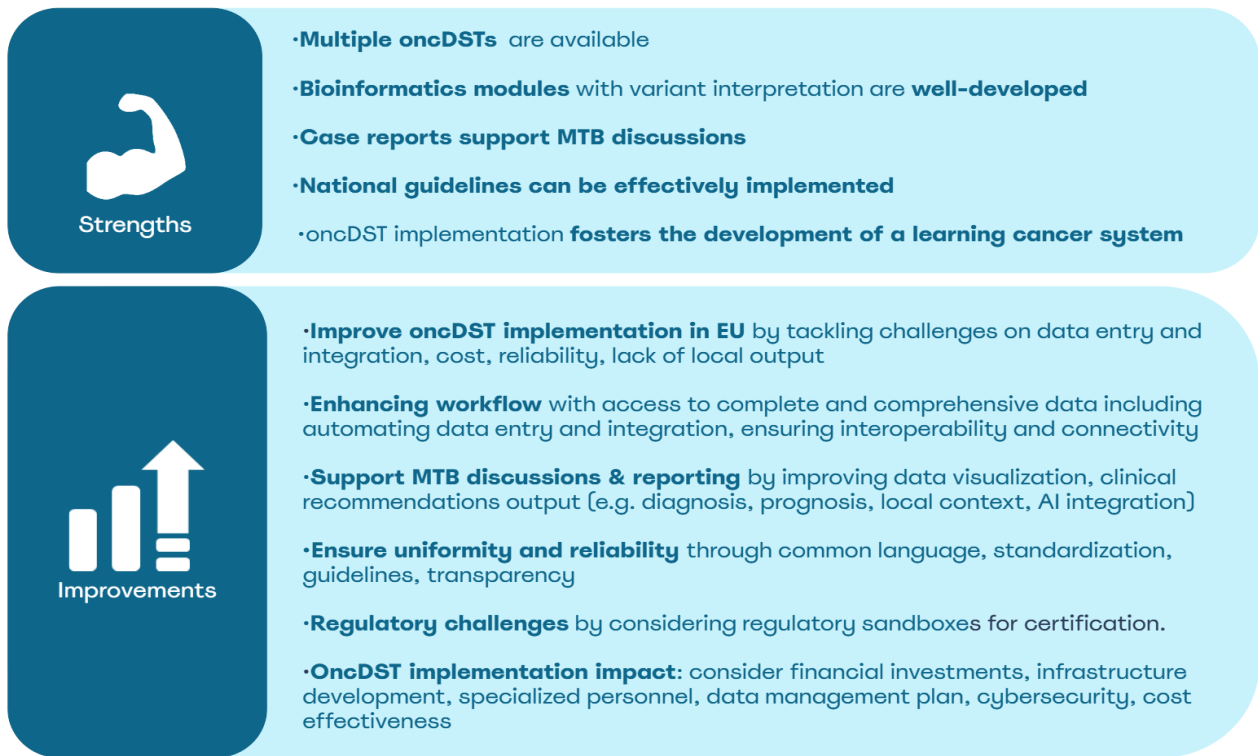 Strengths
·Multiple oncDSTs are available
·Bioinformatics modules with variant interpretation are well-developed
·Case reports support MTB discussions
·National guidelines can be effectively implemented
·oncDST implementation fosters the development of a learning cancer system
Improvements
·Improve oncDST implementation in EU by tackling challenges on data entry and
integration, cost, reliability, lack of local output
·Enhancing workflow with access to complete and comprehensive data including
automating data entry and integration, ensuring interoperability and connectivity
·Support MTB discussions & reporting by improving data visualization, clinical
recommendations output (e.g. diagnosis, prognosis, local context, AI integration)
·Ensure uniformity and reliability through common language, standardization,
guidelines, transparency
·Regulatory challenges by considering regulatory sandboxes for certification.
·OncDST implementation impact: consider financial investments, infrastructure
development, specialized personnel, data management plan, cybersecurity, cost
effectiveness